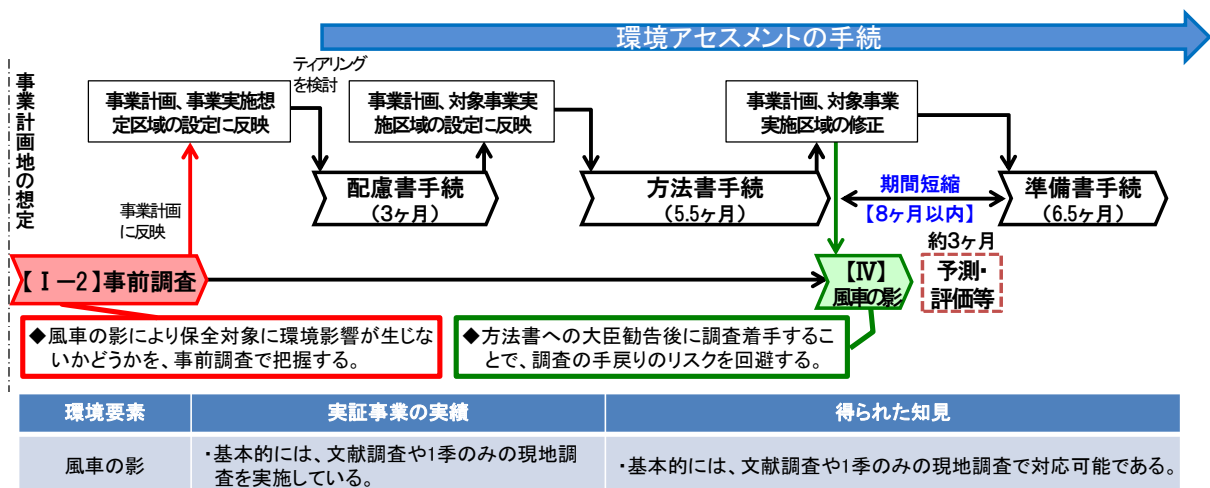 環境アセスメントの手続
事業計画地の想定
ティアリング
を検討
事業計画、事業実施想
定区域の設定に反映
事業計画、対象事業実
施区域の設定に反映
事業計画、対象事業
実施区域の修正
配慮書手続
(3ヶ月)
方法書手続
(5.5ヶ月)
期間短縮
【8ヶ月以内】
準備書手続
(6.5ヶ月)
事業計画
に反映
約3ヶ月
【Ⅰ-2】事前調査
【Ⅳ】
風車の影
予測・
評価等
◆風車の影により保全対象に環境影響が生じな
いかどうかを、事前調査で把握する。
◆方法書への大臣勧告後に調査着手するこ
とで、調査の手戻りのリスクを回避する。
環境要素 実証事業の実績 得られた知見
風車の影
・基本的には、文献調査や1季のみの現地調
査を実施している。
・基本的には、文献調査や1季のみの現地調査で対応可能である。